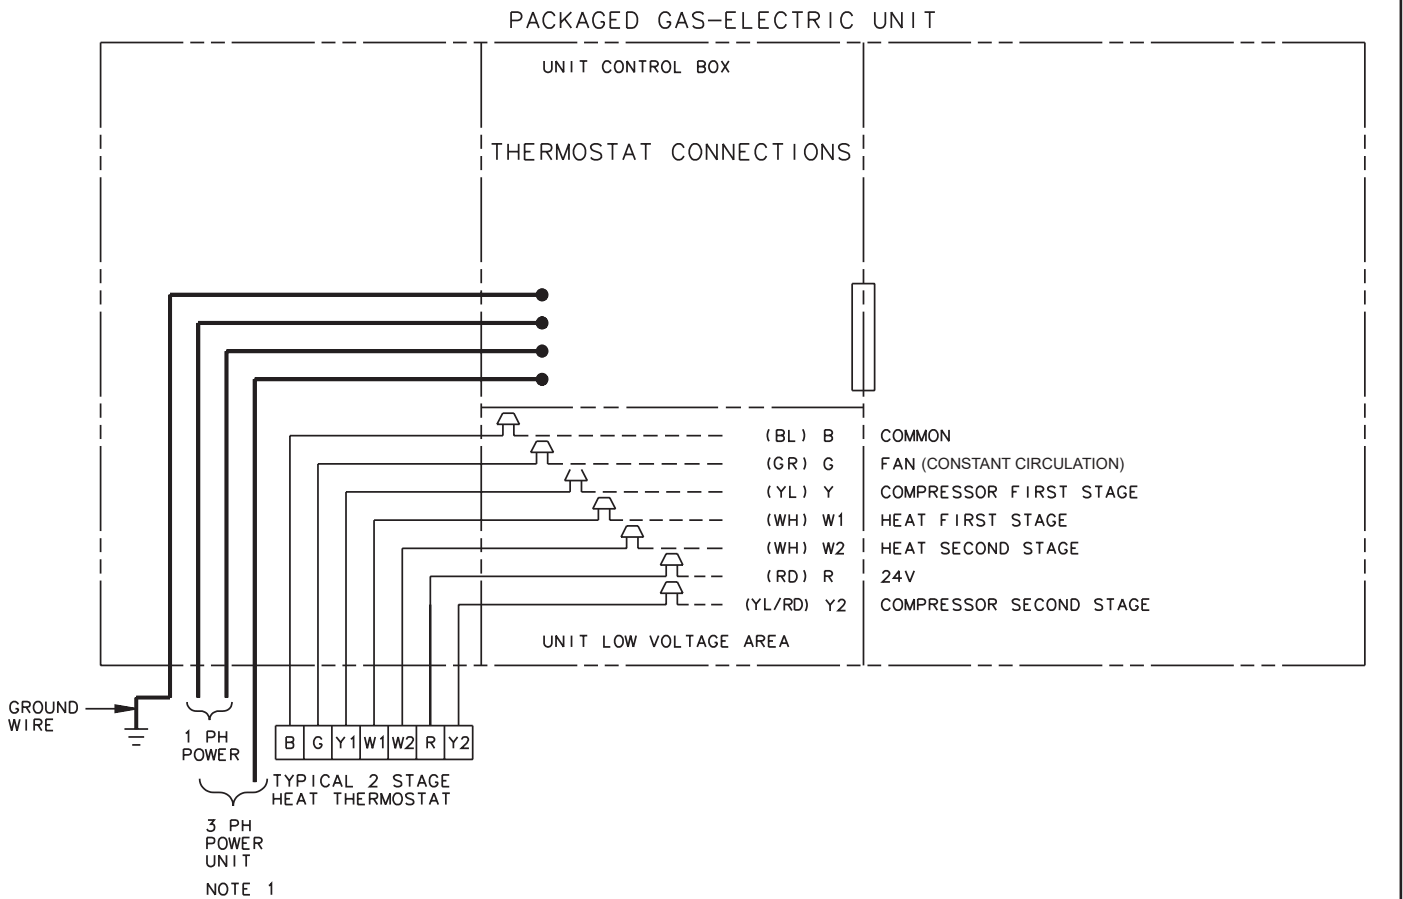 PACKAGED GAS-ELECTRIC UNIT
UNIT CONTROL BOX
THERMOSTAT CONNECTIONS
(BL) B COMMON
(GR) G FAN (CONSTANT CIRCULATION)
(YL) Y COMPRESSOR FIRST STAGE
(WH) W1 HEAT FIRST STAGE
(WH) W2 HEAT SECOND STAGE
(RD) R 24V
(YL/RD) Y2 COMPRESSOR SECOND STAGE
UNIT LOW VOLTAGE AREA
GROUND
WIRE
1 PH
POWER
B G Y1 W1 W2 R Y2
TYPICAL 2 STAGE
HEAT THERMOSTAT
3 PH
POWER
UNIT
NOTE 1